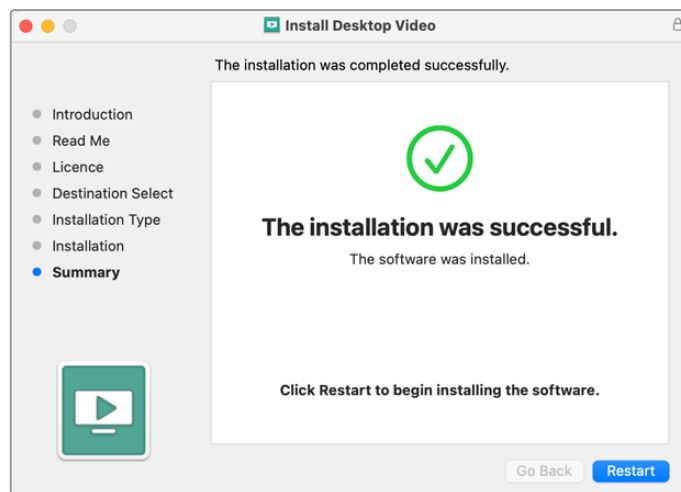 Install Desktop Video
The installation was completed successfully.
Introduction
Read Me
Licence
Destination Select
Installation Type
Installation
Summary
The installation was successful.
The software was installed.
Click Restart to begin installing the software.
Go Back
Restart